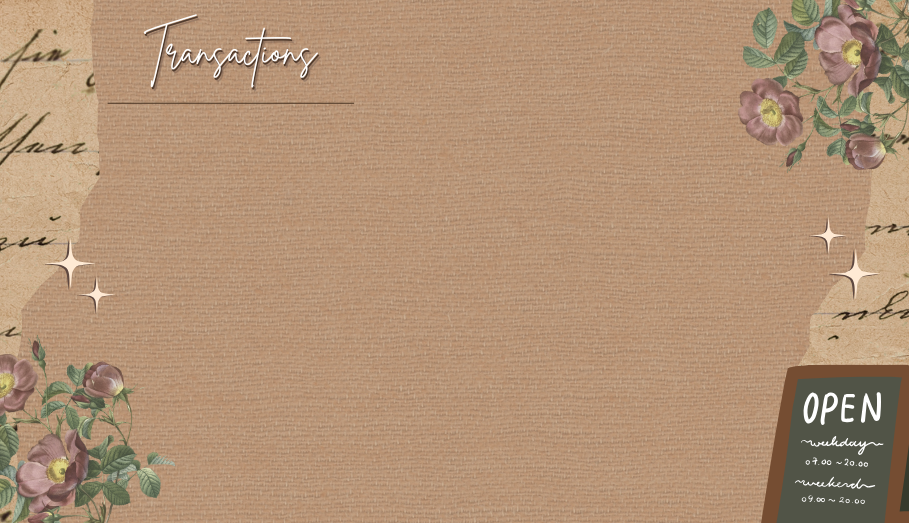 Transactions
OPEN
weekday
07.00 ~ 20.00
weekend
09.00 ~ 20.00